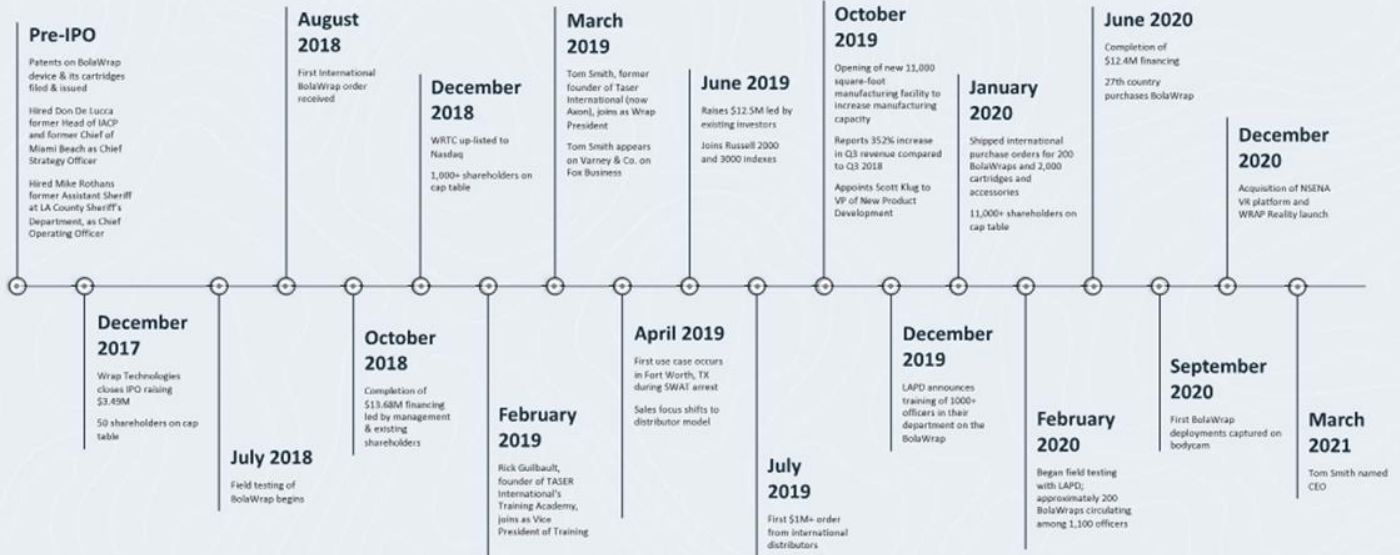 Pre-IPO
Patents on BolaWrap
device & its cartridges
filed & issued
Hired Don De Lucca
former Head of IACP
and former Chief of
Miami Beach as Chief
Strategy Officer
Hired Mike Rothans
former Assistant Sheriff
at LA County Sheriff's
Department, as Chief
Operating Officer
December
2017
Wrap Technologies
closes IPO raising
$3.49M
50 shareholders on cap
table
July 2018
Field testing of
BolaWrap begins
August
2018
First International
BolaWrap order
received
October
2018
Completion of
$13.68M financing
led by management
& existing
shareholders
December
2018
WRTC up-listed to
Nasdaq
1,000+ shareholders on
cap table
February
2019
Rick Guilbault,
founder of TASER
International's
Training Academy,
joins as Vice
President of Training
March
2019
Tom Smith, former
founder of Taser
International (now
Axon), joins as Wrap
President
Tom Smith appears
on Varney & Co. on
Fox Business
April 2019
First use case occurs
in Fort Worth, TX
during SWAT arrest
Sales focus shifts to
distributor model
June 2019
Raises $12.5M led by
existing investors
Joins Russell 2000
and 3000 indexes
July
2019
First $1M+ order
from international
distributors
October
2019
Opening of new 11,000
square-foot
manufacturing facility to
increase manufacturing
capacity
Reports 352% increase
in Q3 revenue compared
to Q3 2018
Appoints Scott Klug to
VP of New Product
Development
December
2019
LAPD announces
training of 1000+
officers in their
department on the
BolaWrap
January
2020
Shipped international
purchase orders for 200
BolaWraps and 2,000
cartridges and
accessories
11,000+ shareholders on
cap table
February
2020
Began field testing
with LAPD;
approximately 200
BolaWraps circulating
among 1,100 officers
June 2020
Completion of
$12.4M financing
27th country
purchases BolaWrap
September
2020
First BolaWrap
deployments captured on
bodycam
December
2020
Acquisition of NSENA
VR platform and
WRAP Reality launch
March
2021
Tom Smith named
CEO